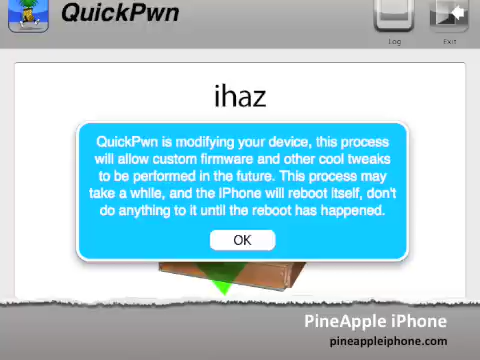 QuickPwn
Log
Exit
ihaz
QuickPwn is modifying your device, this process
will allow custom firmware and other cool tweaks
to be performed in the future. This process may
take a while, and the iPhone will reboot itself, don't
do anything to it until the reboot has happened.
OK
PineApple iPhone
pineappleiphone.com